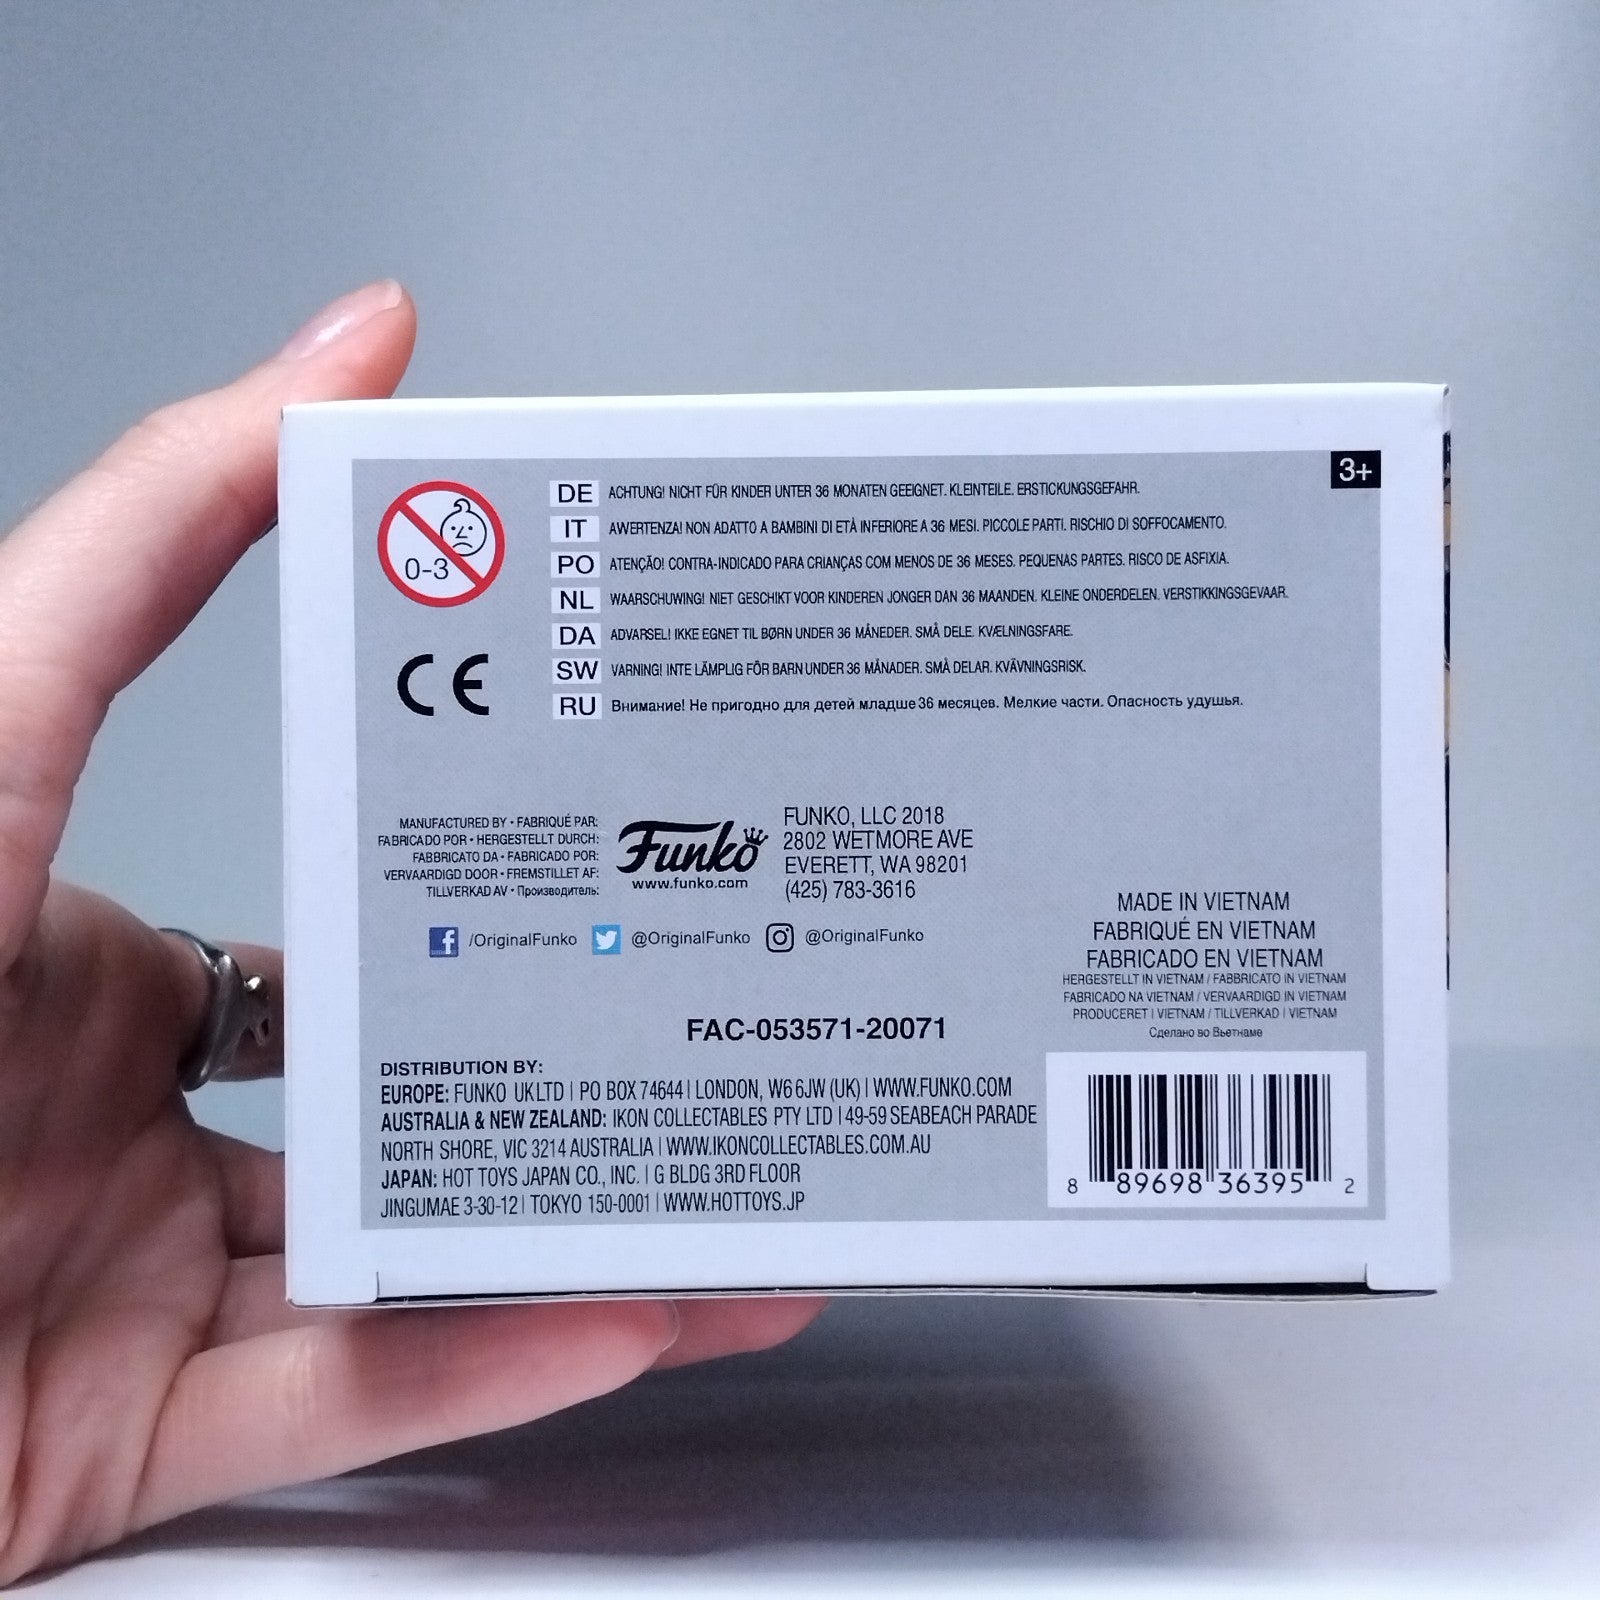 3+
0-3
DE ACHTUNG! NICHT FÜR KINDER UNTER 36 MONATEN GEEIGNET. KLEINTEILE. ERSTICKUNGSGEFAHR.
IT AWERTENZA! NON ADATTO A BAMBINI DI ETÀ INFERIORE A 36 MESI. PICCOLE PARTI. RISCHIO DI SOFFOCAMENTO.
PO ATENÇÃO! CONTRA-INDICADO PARA CRIANÇAS COM MENOS DE 36 MESES. PEQUENAS PARTES. RISCO DE ASFIXIA.
NL WAARSCHUWING! NIET GESCHIKT VOOR KINDEREN JONGER DAN 36 MAANDEN. KLEINE ONDERDELEN. VERSTIKKINGSGEVAAR.
DA ADVARSEL! IKKE EGNET TIL BØRN UNDER 36 MÅNEDER. SMÅ DELE. KVÆLNINGSFARE.
SW VARNING! INTE LÄMPLIG FÖR BARN UNDER 36 MÅNADER. SMÅ DELAR. KVÄVNINGSRISK.
RU Внимание! Не пригодно для детей младше 36 месяцев. Мелкие части. Опасность удушья.
CE
MANUFACTURED BY • FABRIQUÉ PAR:
FABRICADO POR • HERGESTELLT DURCH:
FABBRICATO DA • FABRICADO POR:
VERVAARDIGD DOOR • FREMSTILLET AF:
TILLVERKAD AV • Производитель:
Funko
www.funko.com
FUNKO, LLC 2018
2802 WETMORE AVE
EVERETT, WA 98201
(425) 783-3616
/OriginalFunko @OriginalFunko @OriginalFunko
MADE IN VIETNAM
FABRIQUÉ EN VIETNAM
FABRICADO EN VIETNAM
HERGESTELLT IN VIETNAM / FABBRICATO IN VIETNAM
FABRICADO NA VIETNAM / VERVAARDIGD IN VIETNAM
PRODUCERET I VIETNAM / TILLVERKAD I VIETNAM
Сделано во Вьетнаме
FAC-053571-20071
DISTRIBUTION BY:
EUROPE: FUNKO UK LTD | PO BOX 74644 | LONDON, W6 6JW (UK) | WWW.FUNKO.COM
AUSTRALIA & NEW ZEALAND: IKON COLLECTABLES PTY LTD | 49-59 SEABEACH PARADE
NORTH SHORE, VIC 3214 AUSTRALIA | WWW.IKONCOLLECTABLES.COM.AU
JAPAN: HOT TOYS JAPAN CO., INC. | G BLDG 3RD FLOOR
JINGUMAE 3-30-12 | TOKYO 150-0001 | WWW.HOTTOYS.JP
8 89698 36395 2